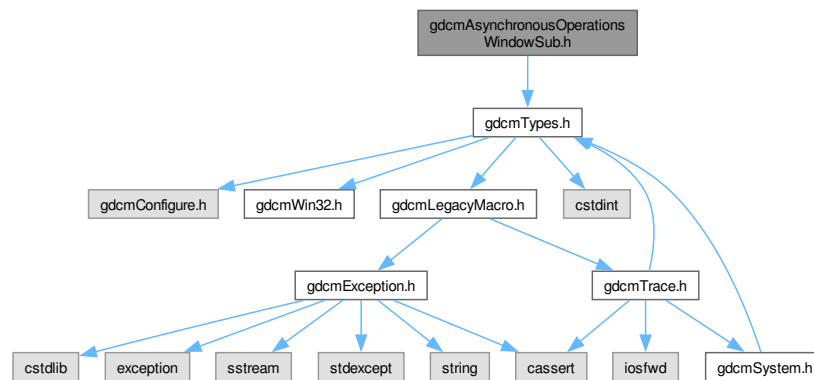 gdcmAsynchronousOperations
WindowSub.h
gdcmTypes.h
gdcmConfigure.h
gdcmWin32.h
gdcmLegacyMacro.h
cstdint
gdcmException.h
gdcmTrace.h
cstdlib
exception
sstream
stdexcept
string
cassert
iosfwd
gdcmSystem.h